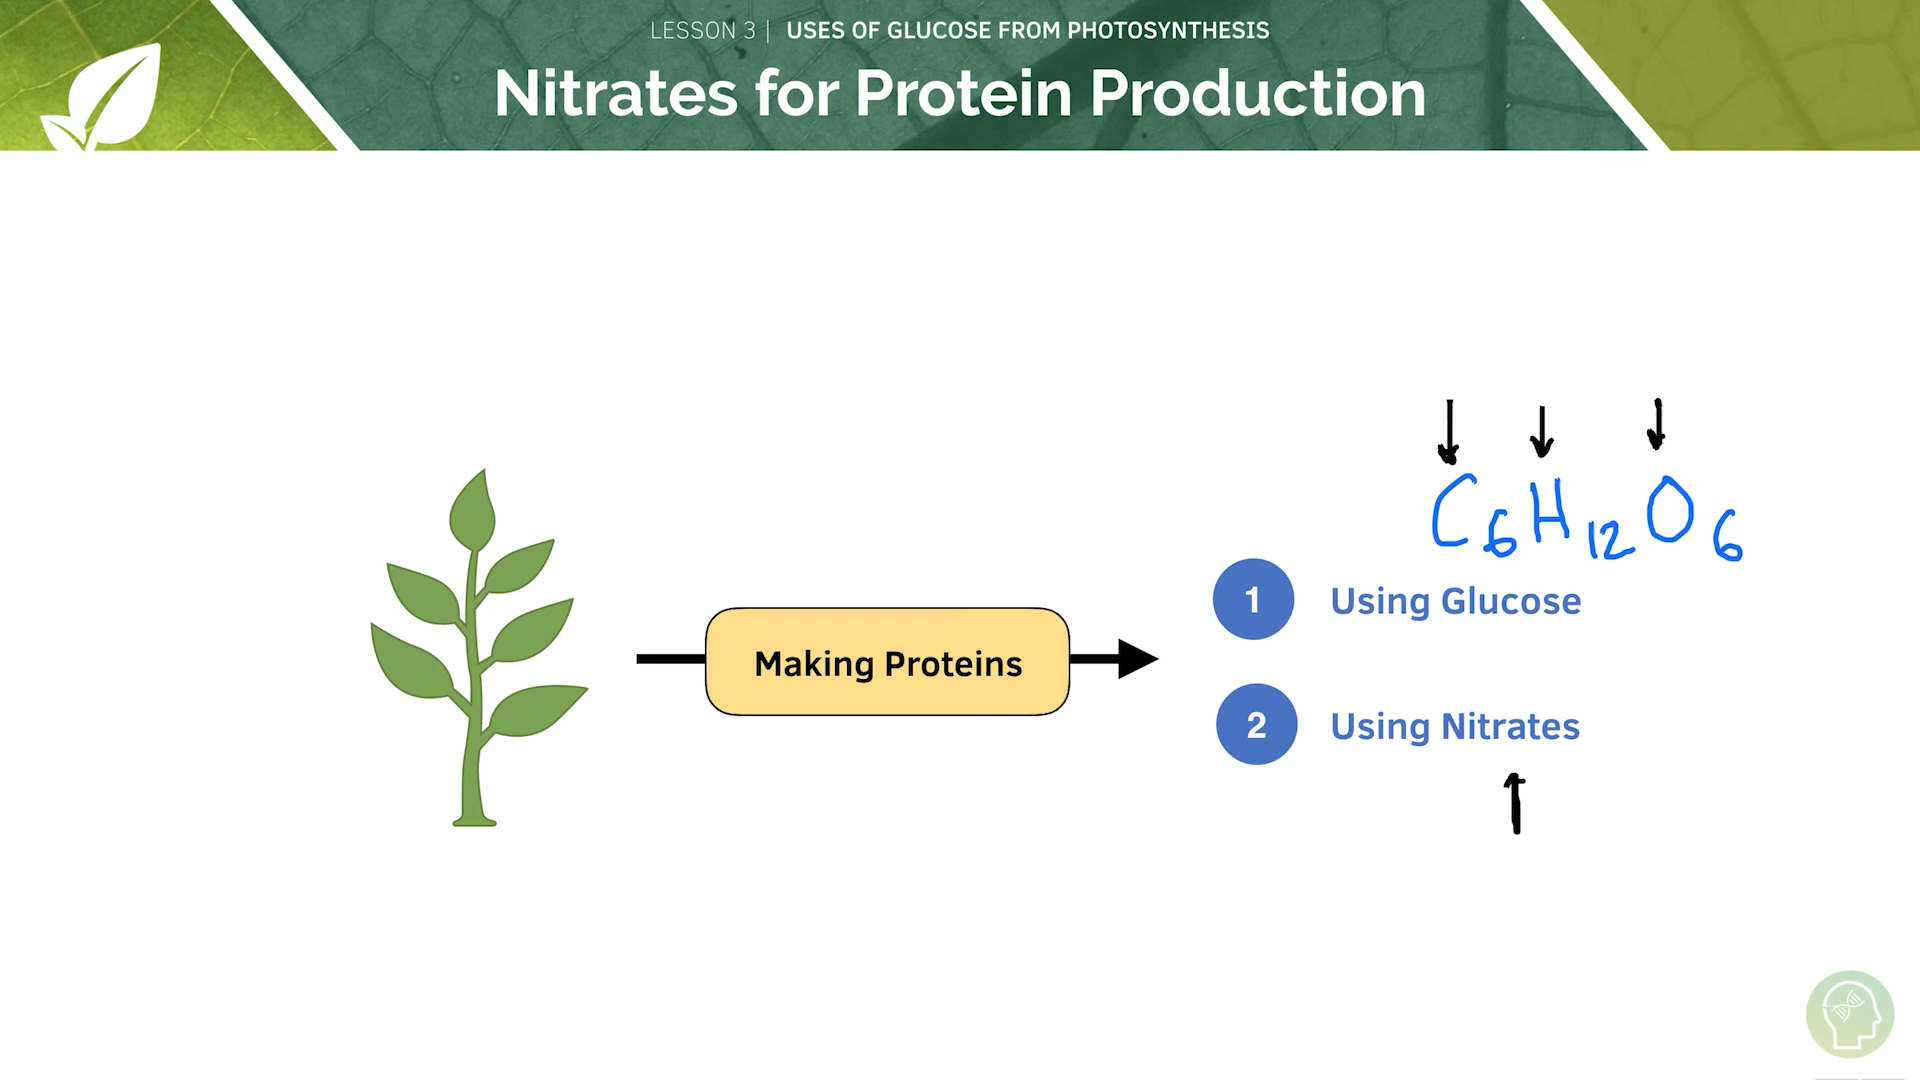 LESSON 3 | USES OF GLUCOSE FROM PHOTOSYNTHESIS
Nitrates for Protein Production
C6H12O6
1 Using Glucose
Making Proteins
2 Using Nitrates